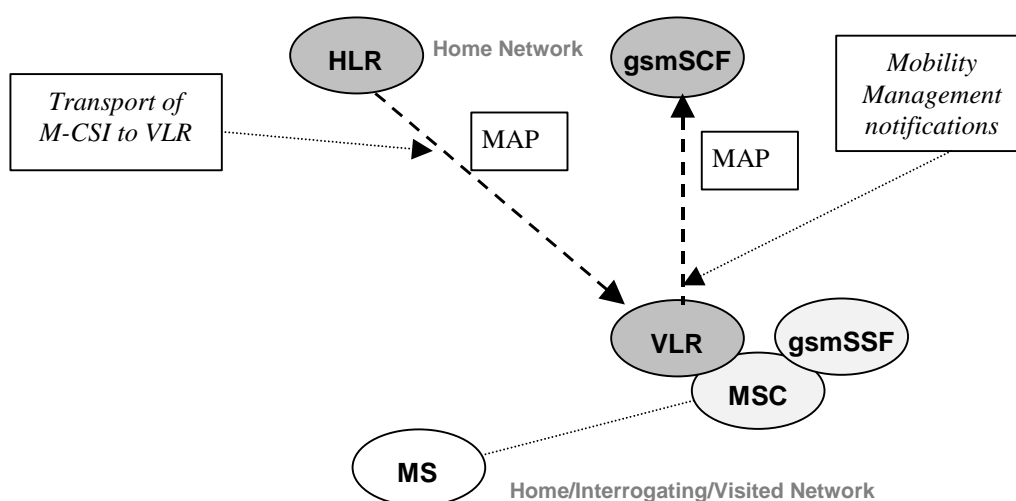 HLR
Home Network
gsmSCF
Mobility
Management
notifications
Transport of
M-CSI to VLR
MAP
MAP
VLR
gsmSSF
MSC
MS
Home/Interrogating/Visited Network